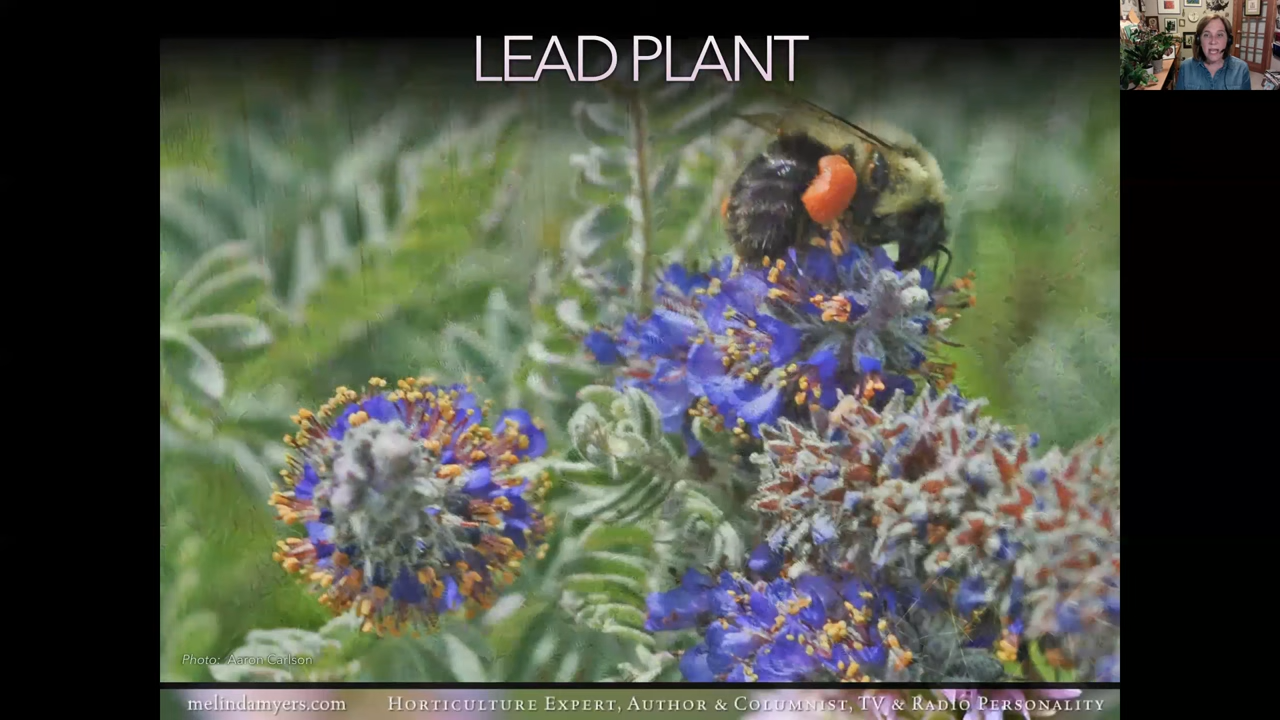 LEAD PLANT
Photo: Aaron Carlson
melindamyers.com HORTICULTURE EXPERT, AUTHOR & COLUMNIST, TV & RADIO PERSONALITY